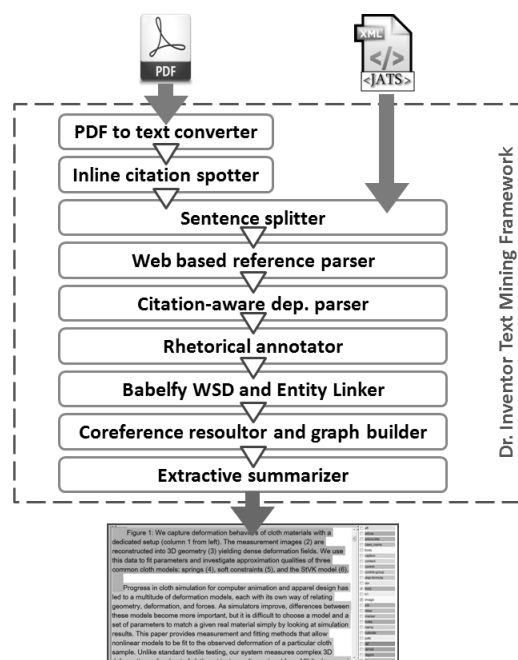 PDF
XML
</>
<JATS>
PDF to text converter
Inline citation spotter
Sentence splitter
Web based reference parser
Citation-aware dep. parser
Rhetorical annotator
Babelfy WSD and Entity Linker
Coreference resoultor and graph builder
Extractive summarizer
Dr. Inventor Text Mining Framework
Figure 1: We capture deformation behaviors of cloth materials with a
dedicated setup (column 1 from left). The measurement images (2) are
reconstructed into 3D geometry (3) yielding dense deformation fields. We use
this data to fit parameters and investigate approximation qualities of three
common cloth models: springs (4), soft constraints (5), and the StVK model (6).
Progress in cloth simulation for computer animation and apparel design has
led to a multitude of deformation models, each with its own way of relating
geometry, deformation, and forces. As simulators improve, differences between
these models become more important, but it is difficult to choose a model and a
set of parameters to match a given real material simply by looking at simulation
results. This paper provides measurement and fitting methods that allow
nonlinear models to be fit to the observed deformation of a particular cloth
sample. Unlike standard textile testing, our system measures complex 3D